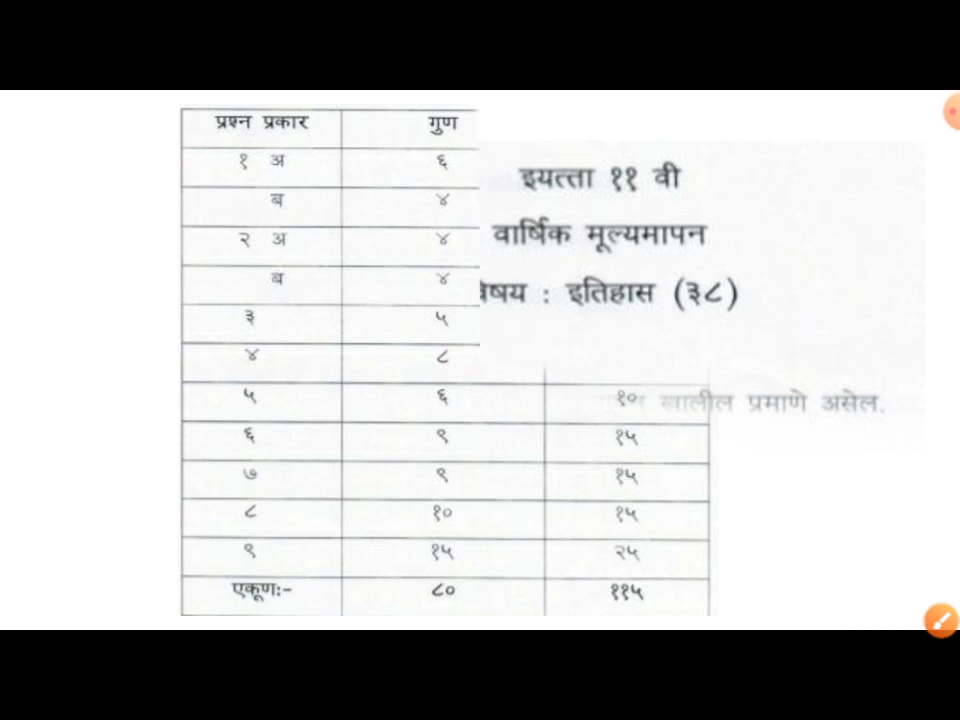 प्रश्न प्रकार गुण
१ अ ६
ब ४
२ अ ४
ब ४
३ ५
४ ८
५ ६ १०
६ ९ १५
७ ९ १५
८ १० १५
९ १५ २५
एकूणः- ८० ११५
इयत्ता ११ वी
वार्षिक मूल्यमापन
: इतिहास (३८)
खालील प्रमाणे असेल.